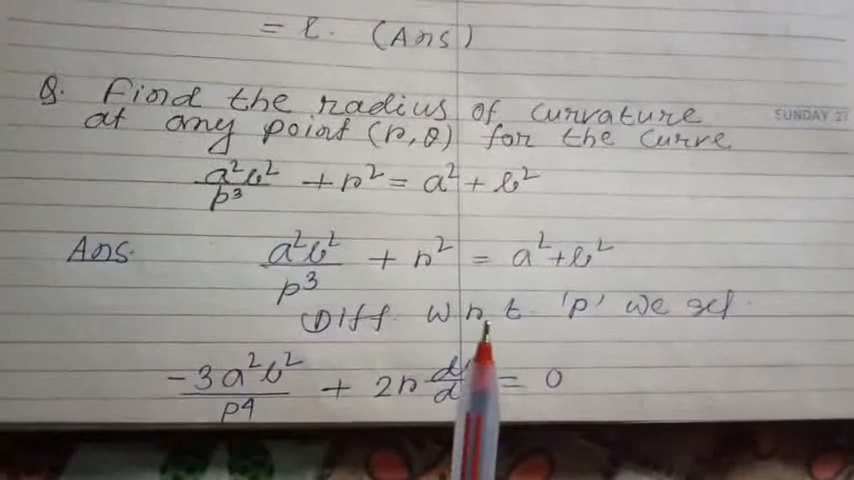 = l. (Ans)
Q. Find the radius of curvature
SUNDAY 27
at any point (r, θ) for the curve
a²b²/p³ + r² = a² + b²
Ans. a²b²/p³ + r² = a² + b²
Diff w r t 'p' we get
-3a²b²/p⁴ + 2r d/d = 0